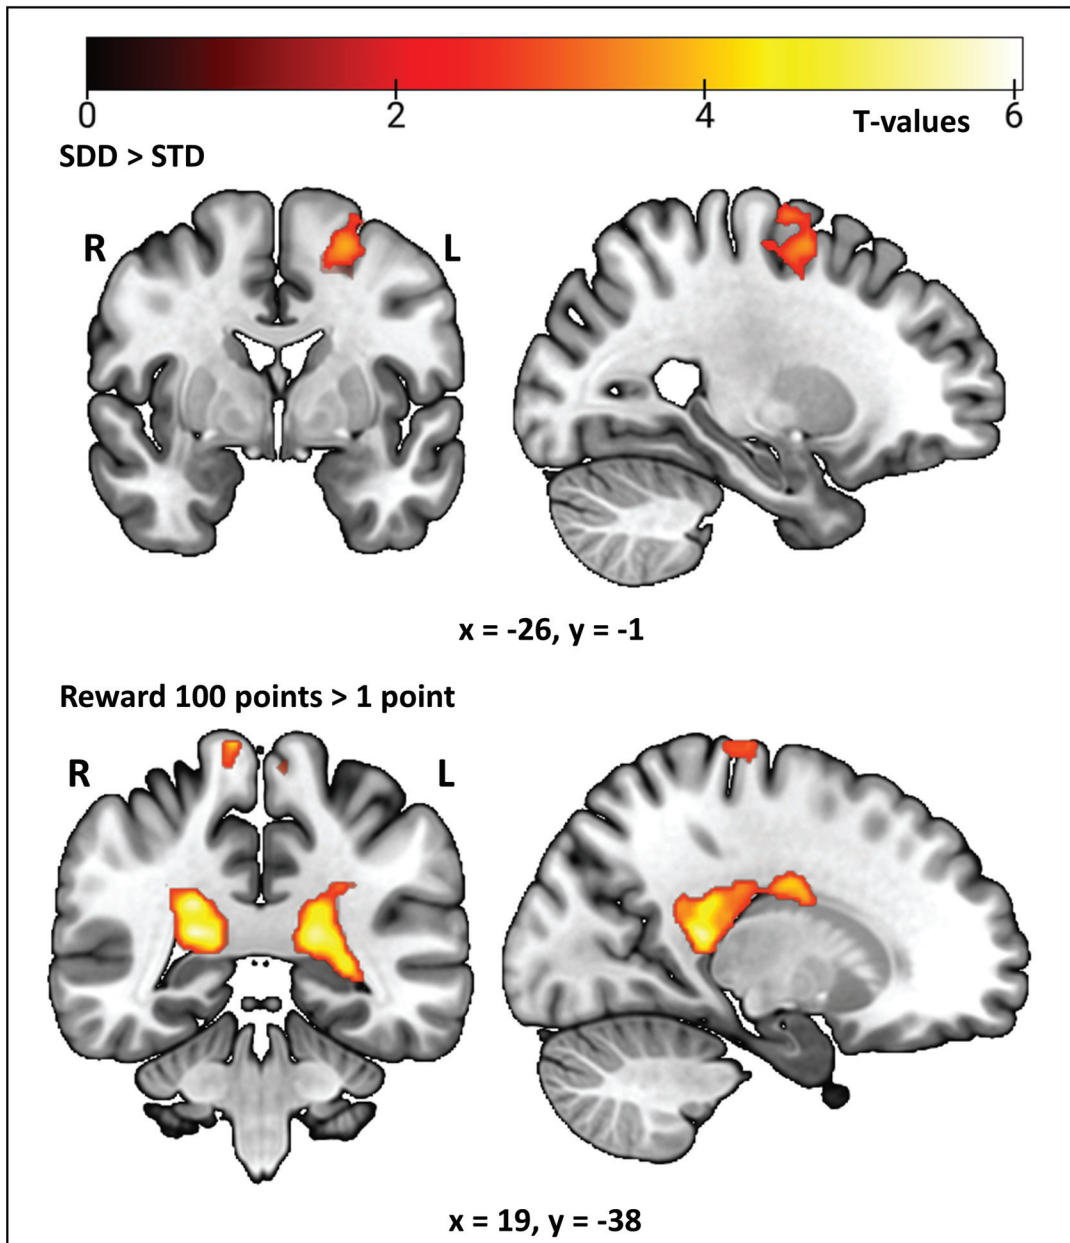 0 2 4 6
T-values
SDD > STD
R L
x = -26, y = -1
Reward 100 points > 1 point
R L
x = 19, y = -38